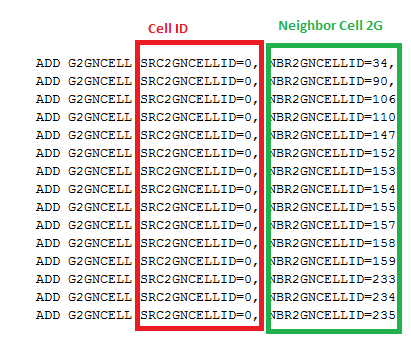 Cell ID
Neighbor Cell 2G
ADD G2GNCELL SRC2GNCELLID=0, NBR2GNCELLID=34,
ADD G2GNCELL SRC2GNCELLID=0, NBR2GNCELLID=90,
ADD G2GNCELL SRC2GNCELLID=0, NBR2GNCELLID=106
ADD G2GNCELL SRC2GNCELLID=0, NBR2GNCELLID=110
ADD G2GNCELL SRC2GNCELLID=0, NBR2GNCELLID=147
ADD G2GNCELL SRC2GNCELLID=0, NBR2GNCELLID=152
ADD G2GNCELL SRC2GNCELLID=0, NBR2GNCELLID=153
ADD G2GNCELL SRC2GNCELLID=0, NBR2GNCELLID=154
ADD G2GNCELL SRC2GNCELLID=0, NBR2GNCELLID=155
ADD G2GNCELL SRC2GNCELLID=0, NBR2GNCELLID=157
ADD G2GNCELL SRC2GNCELLID=0, NBR2GNCELLID=158
ADD G2GNCELL SRC2GNCELLID=0, NBR2GNCELLID=159
ADD G2GNCELL SRC2GNCELLID=0, NBR2GNCELLID=233
ADD G2GNCELL SRC2GNCELLID=0, NBR2GNCELLID=234
ADD G2GNCELL SRC2GNCELLID=0, NBR2GNCELLID=235